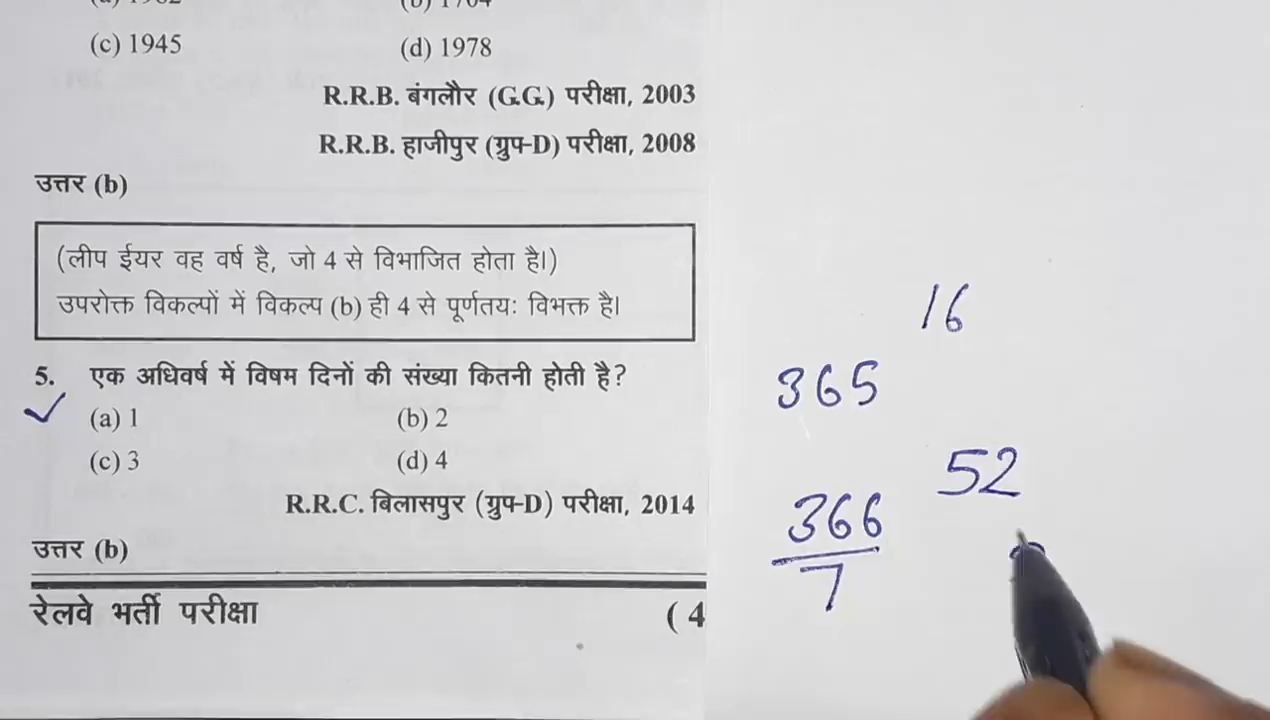 (c) 1945 (d) 1978
R.R.B. बंगलौर (G.G.) परीक्षा, 2003
R.R.B. हाजीपुर (ग्रुप-D) परीक्षा, 2008
उत्तर (b)
(लीप ईयर वह वर्ष है, जो 4 से विभाजित होता है।)
उपरोक्त विकल्पों में विकल्प (b) ही 4 से पूर्णतयः विभक्त है।
5. एक अधिवर्ष में विषम दिनों की संख्या कितनी होती है?
(a) 1 (b) 2
(c) 3 (d) 4
R.R.C. बिलासपुर (ग्रुप-D) परीक्षा, 2014
उत्तर (b)
रेलवे भर्ती परीक्षा (4
16
365
52
366
7